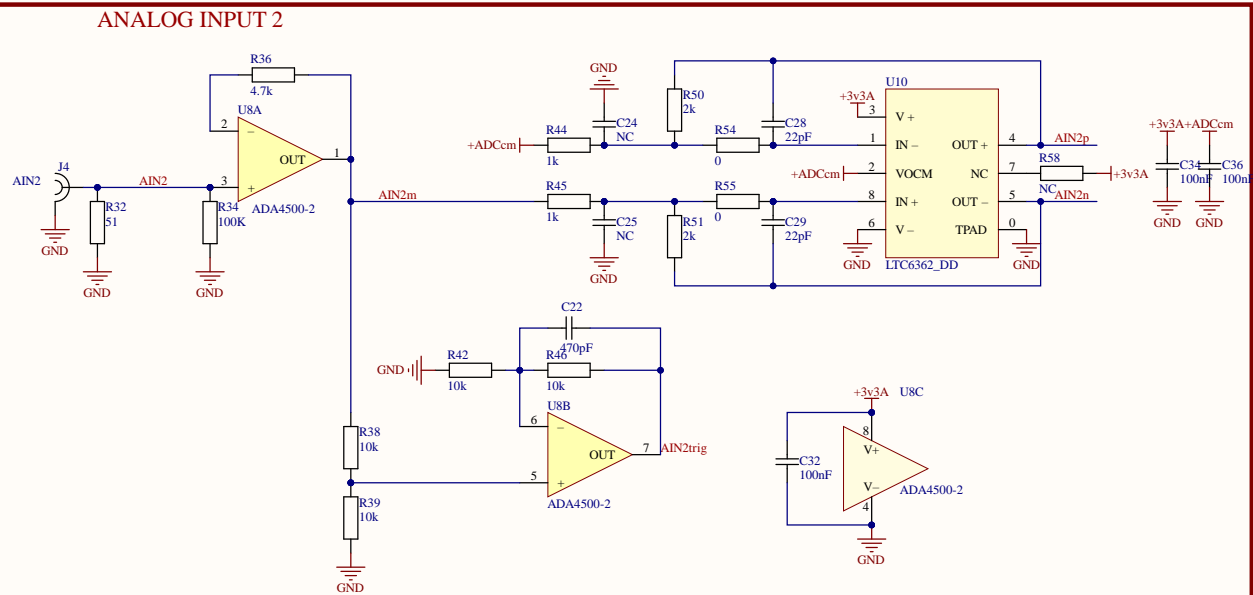 ANALOG INPUT 2
R36
4.7k
U8A
2
−
OUT
1
3
+
ADA4500-2
J4
AIN2
AIN2
R32
51
R34
100K
GND
GND
GND
AIN2m
GND
C24
NC
R44
1k
+ADCcm
R50
2k
R54
0
C28
22pF
R45
1k
C25
NC
GND
R51
2k
R55
0
C29
22pF
U10
+3v3A
3
V +
1
IN −
+ADCcm
2
VOCM
8
IN +
6
V −
GND
OUT +
4
AIN2p
NC
7
R58
NC
+3v3A
OUT −
5
AIN2n
TPAD
0
GND
LTC6362_DD
+3v3A
+ADCcm
C34
100nF
C36
100nF
GND
GND
C22
470pF
GND
R42
10k
R46
10k
U8B
6
−
OUT
7
AIN2trig
5
+
ADA4500-2
R38
10k
R39
10k
GND
+3v3A
U8C
8
V+
V−
4
ADA4500-2
C32
100nF
GND